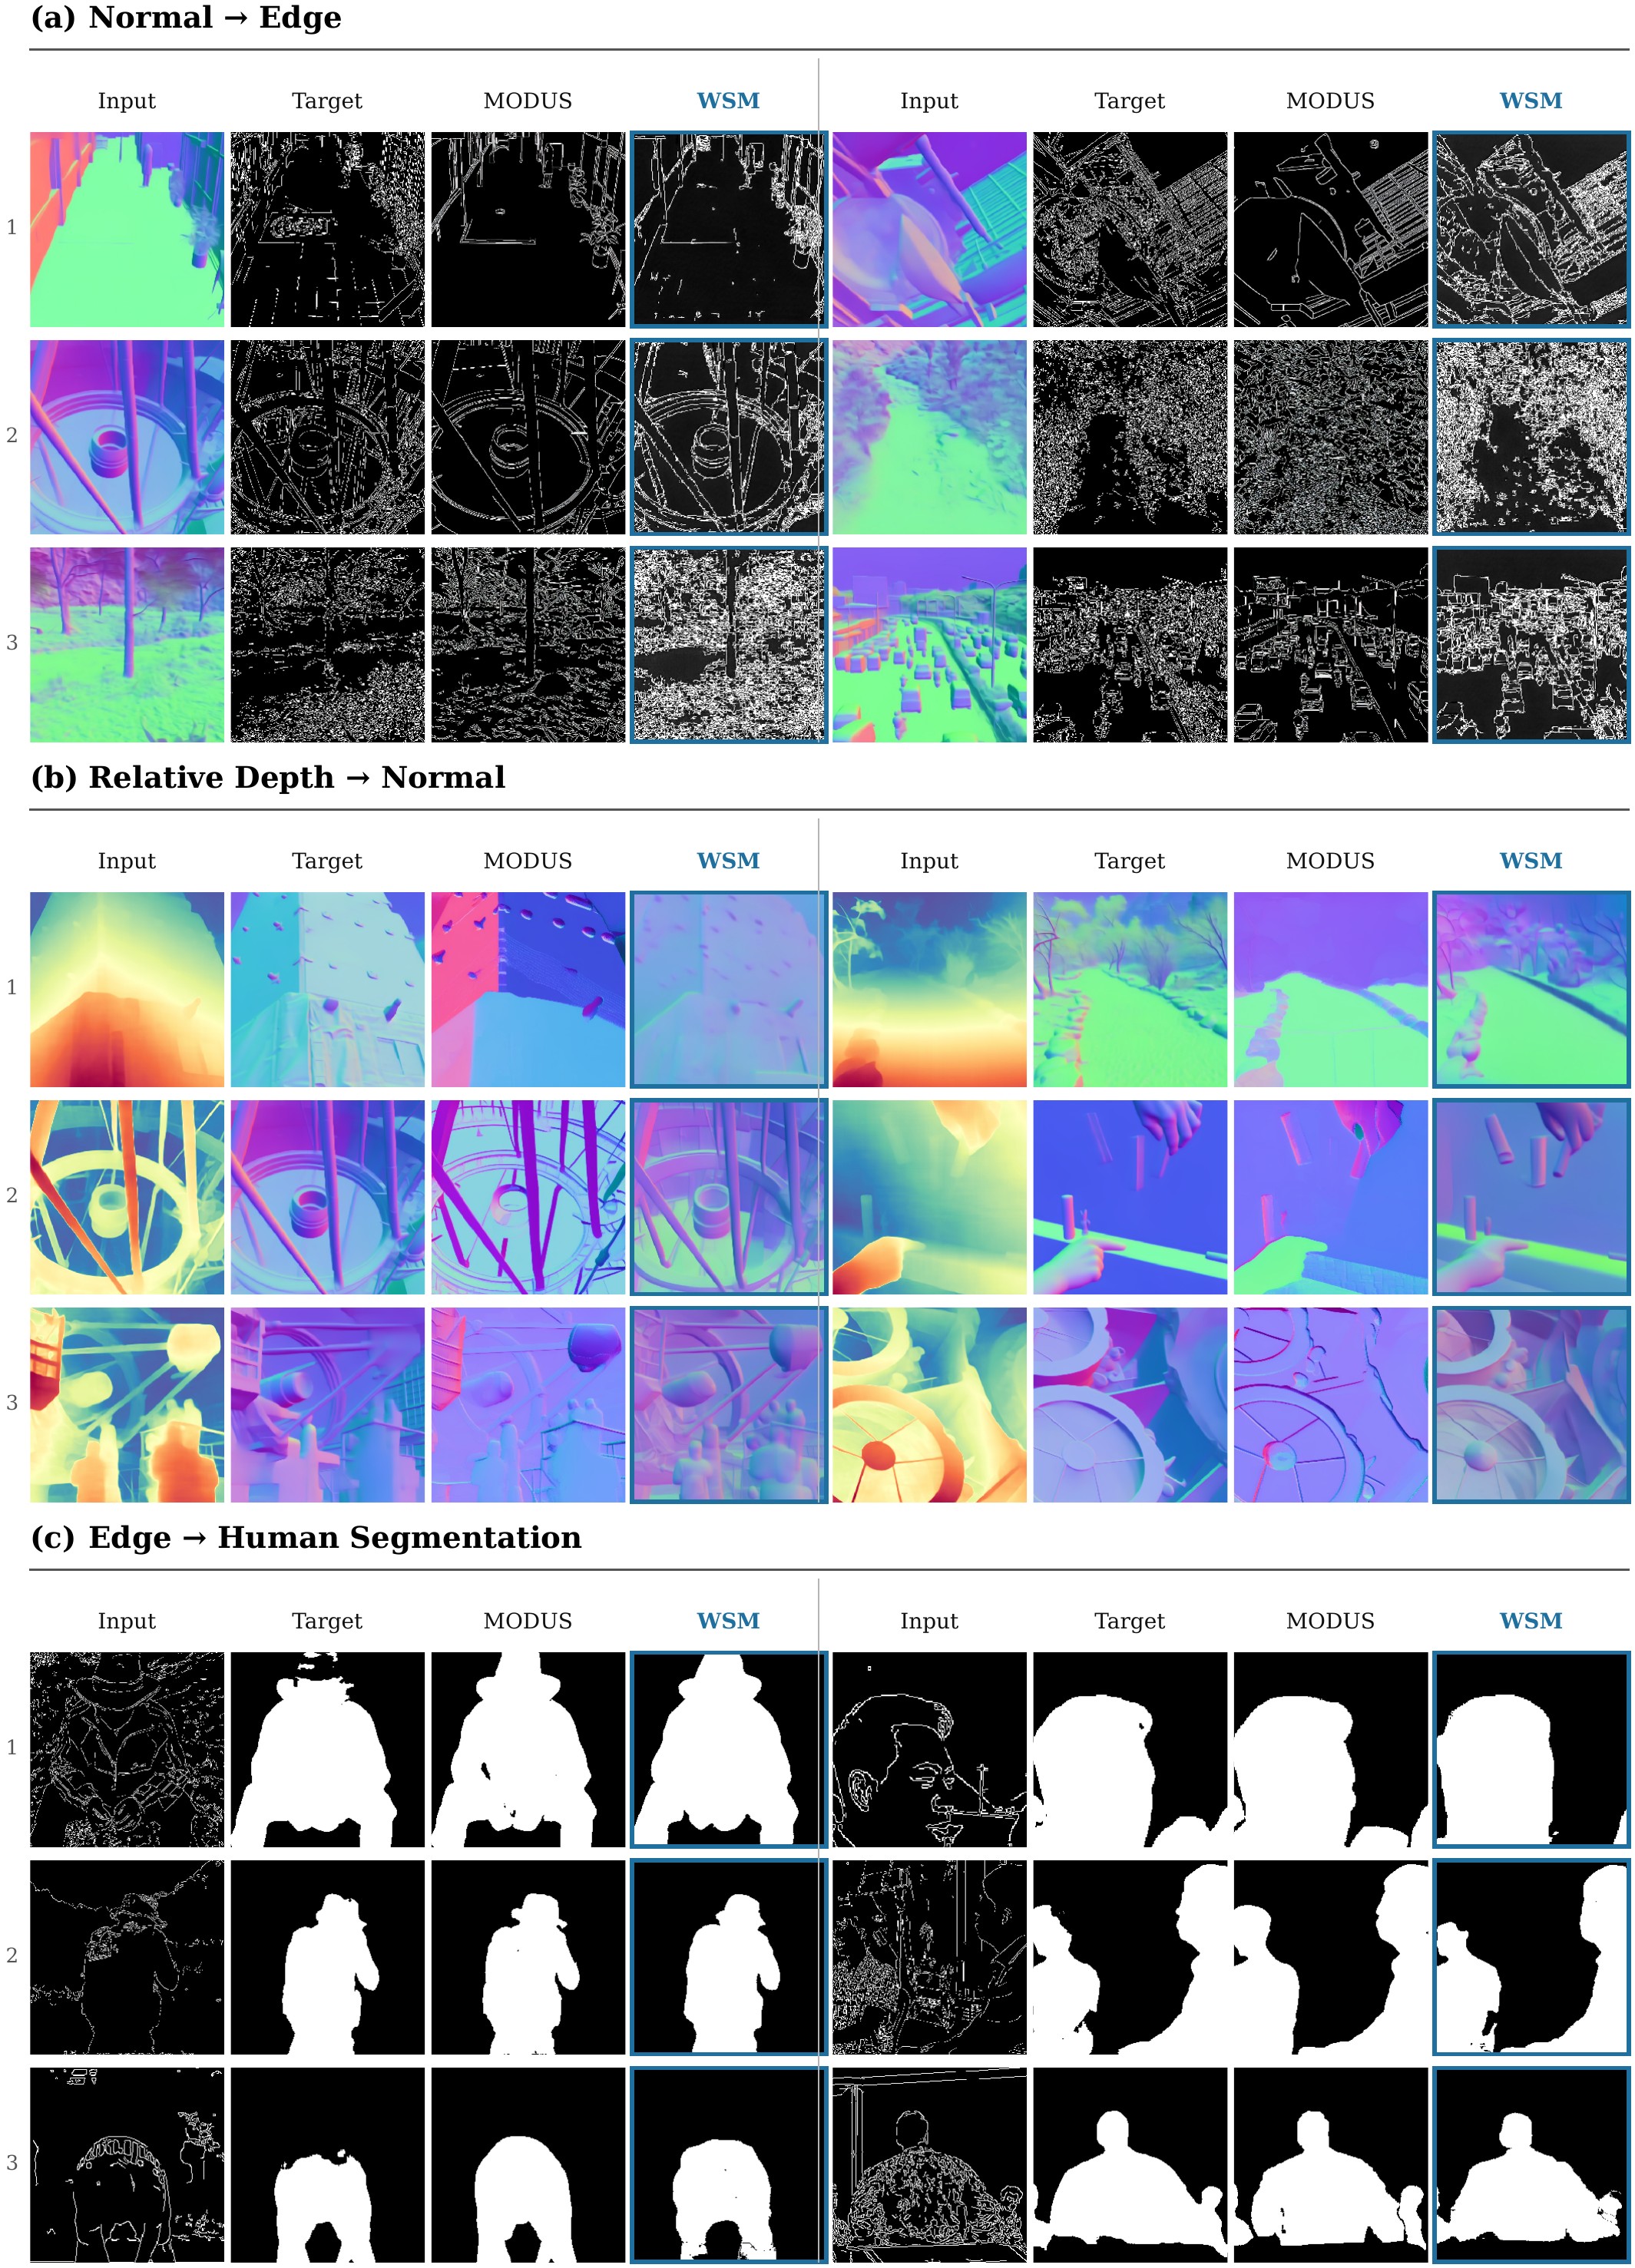 (a) Normal → Edge
Input Target MODUS WSM Input Target MODUS WSM
1
2
3
(b) Relative Depth → Normal
Input Target MODUS WSM Input Target MODUS WSM
1
2
3
(c) Edge → Human Segmentation
Input Target MODUS WSM Input Target MODUS WSM
1
2
3